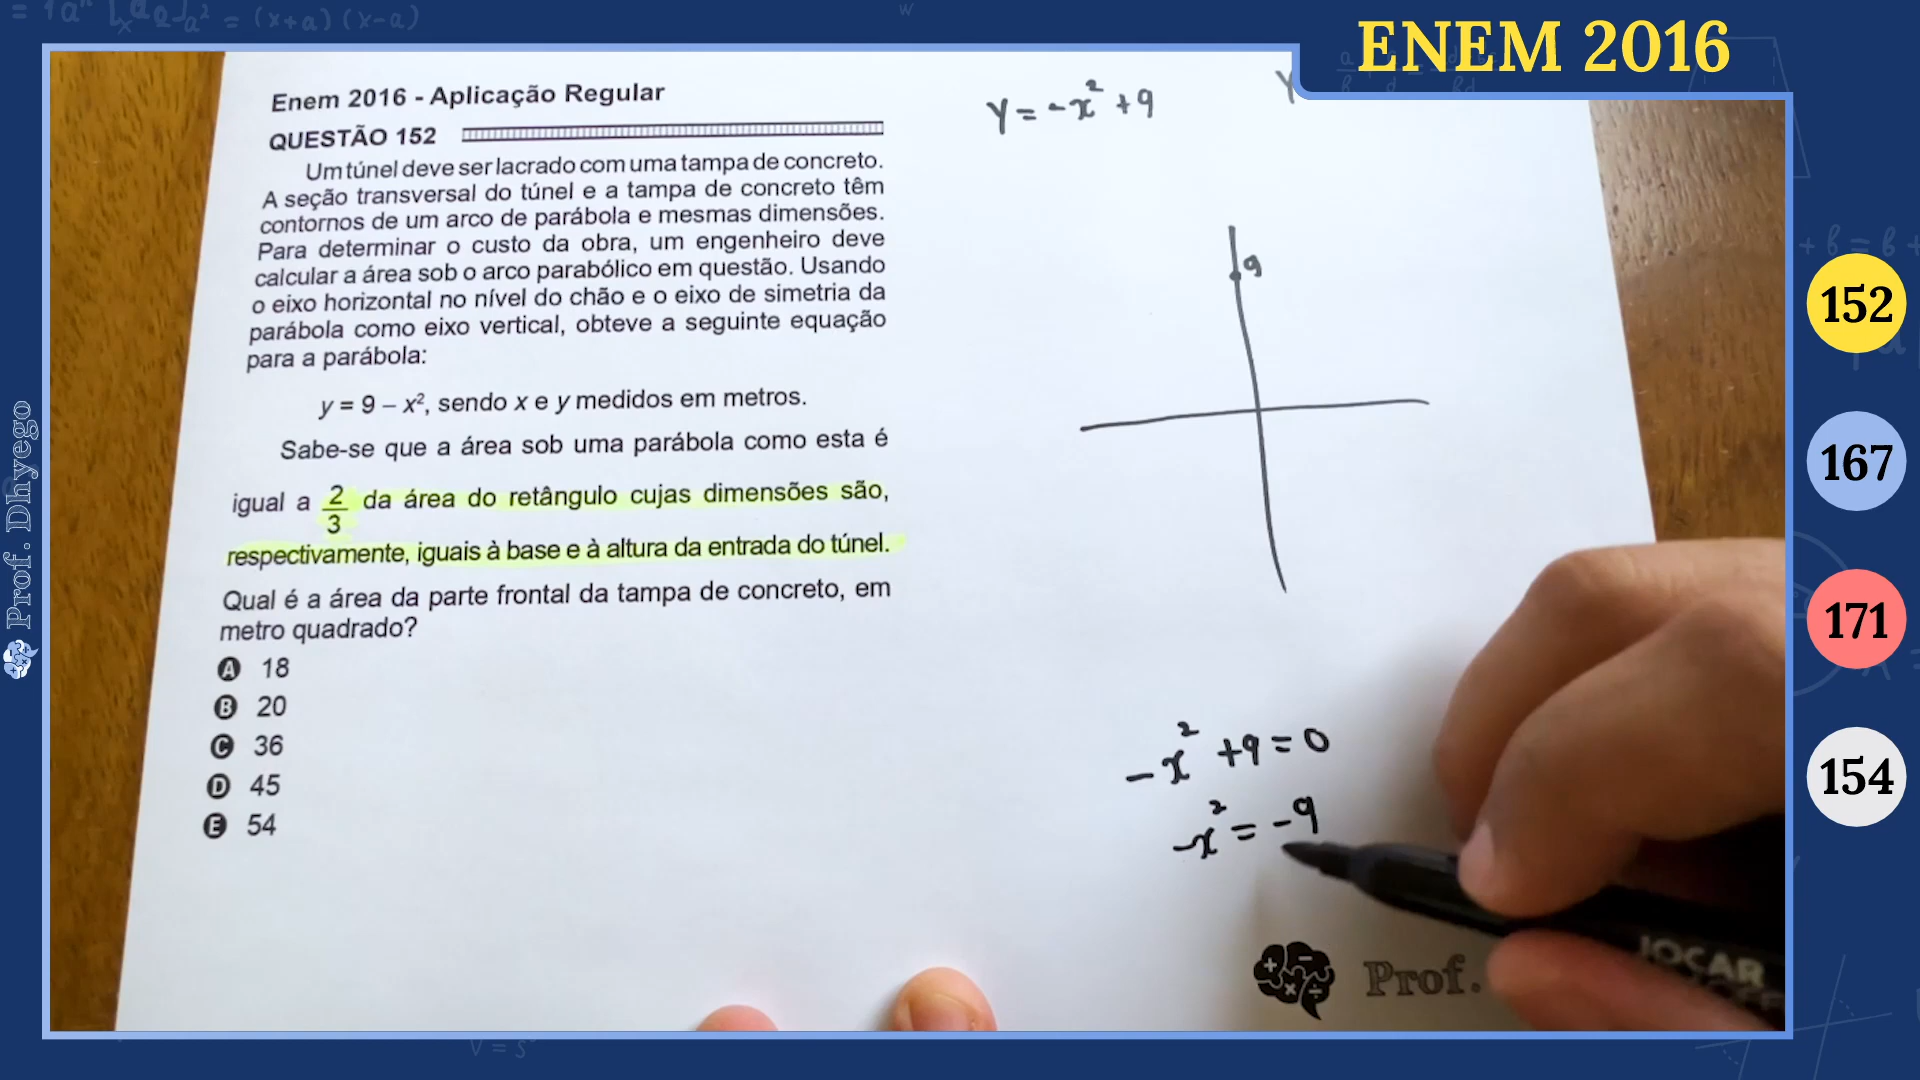 ENEM 2016
Enem 2016 - Aplicação Regular
QUESTÃO 152
Um túnel deve ser lacrado com uma tampa de concreto.
A seção transversal do túnel e a tampa de concreto têm
contornos de um arco de parábola e mesmas dimensões.
Para determinar o custo da obra, um engenheiro deve
calcular a área sob o arco parabólico em questão. Usando
o eixo horizontal no nível do chão e o eixo de simetria da
parábola como eixo vertical, obteve a seguinte equação
para a parábola:
y = 9 – x², sendo x e y medidos em metros.
Sabe-se que a área sob uma parábola como esta é
igual a 2/3 da área do retângulo cujas dimensões são,
respectivamente, iguais à base e à altura da entrada do túnel.
Qual é a área da parte frontal da tampa de concreto, em
metro quadrado?
A 18
B 20
C 36
D 45
E 54
Y = -x² + 9
Y
9
-x² + 9 = 0
-x² = -9
Prof.
JOCAR
152
167
171
154
Prof. Dhyego